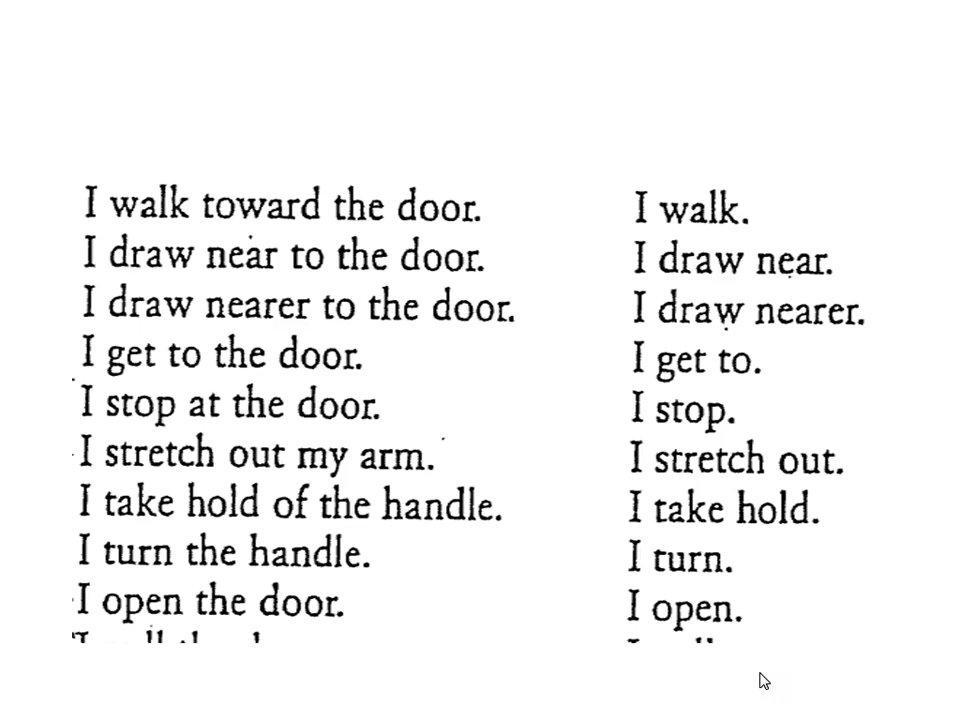 I walk toward the door.
I draw near to the door.
I draw nearer to the door.
I get to the door.
I stop at the door.
I stretch out my arm.
I take hold of the handle.
I turn the handle.
I open the door.
I walk.
I draw near.
I draw nearer.
I get to.
I stop.
I stretch out.
I take hold.
I turn.
I open.